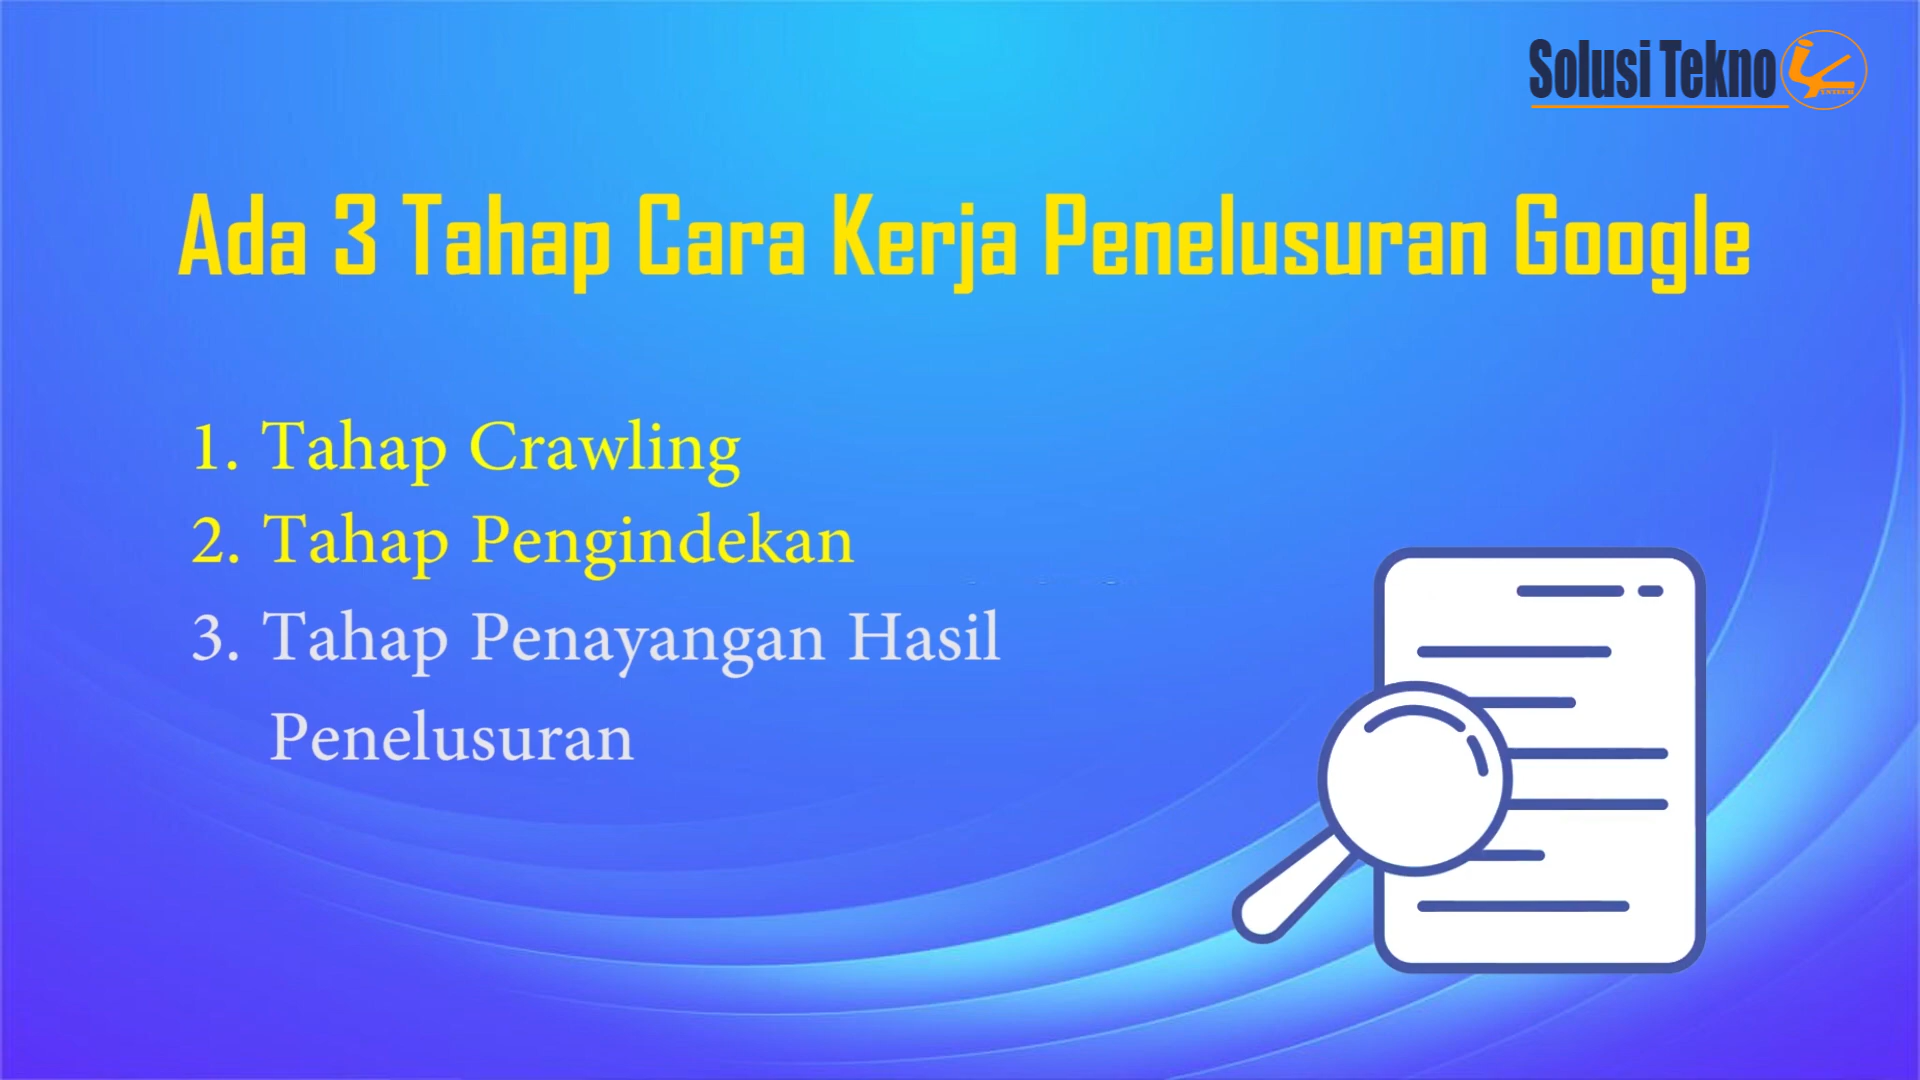 Solusi Tekno
Ada 3 Tahap Cara Kerja Penelusuran Google
1. Tahap Crawling
2. Tahap Pengindekan
3. Tahap Penayangan Hasil
Penelusuran